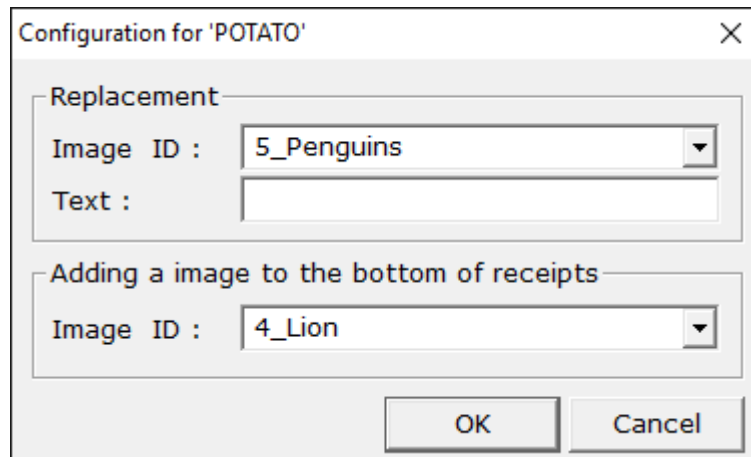 Configuration for 'POTATO'
Replacement
Image ID : 5_Penguins
Text :
Adding a image to the bottom of receipts
Image ID : 4_Lion
OK Cancel